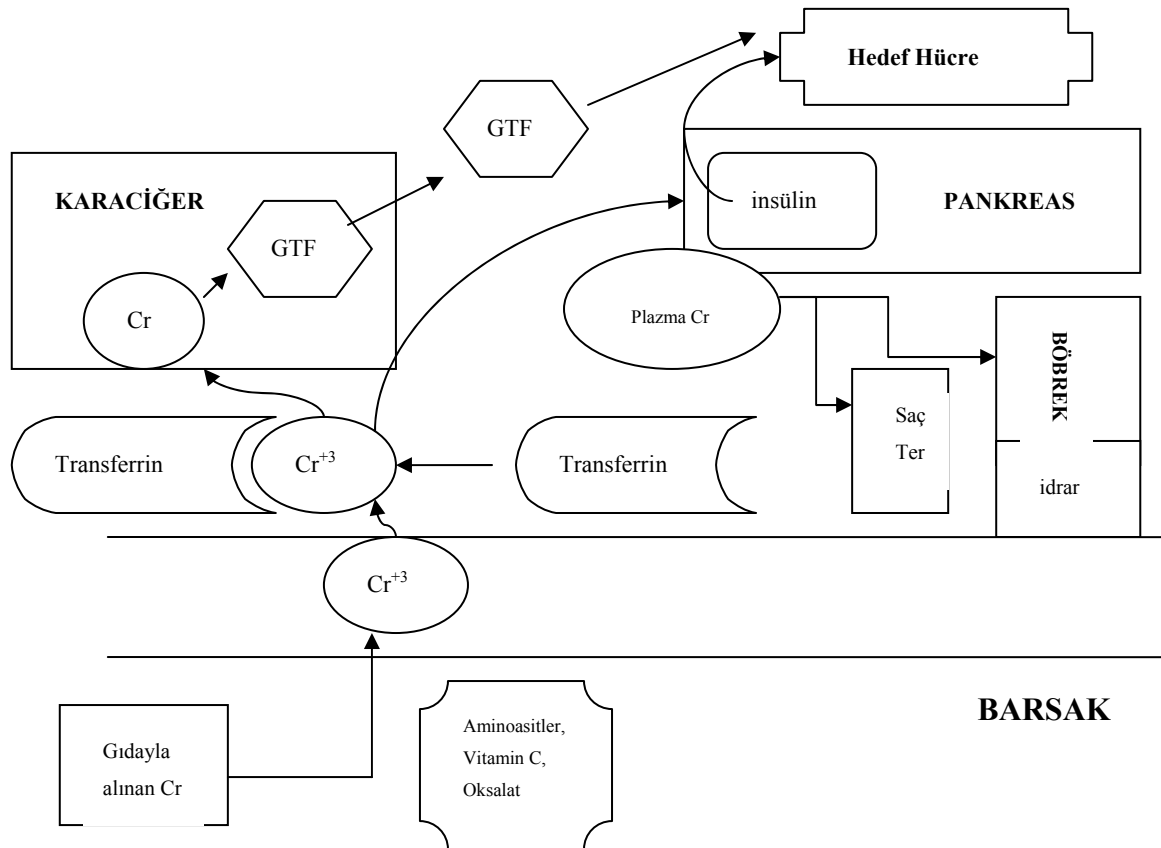 Hedef Hücre
GTF
KARACİĞER
insülin
PANKREAS
GTF
Cr
Plazma Cr
BÖBREK
Saç
Ter
Transferrin
Cr+3
Transferrin
idrar
Cr+3
BARSAK
Gıdayla
alınan Cr
Aminoasitler,
Vitamin C,
Oksalat